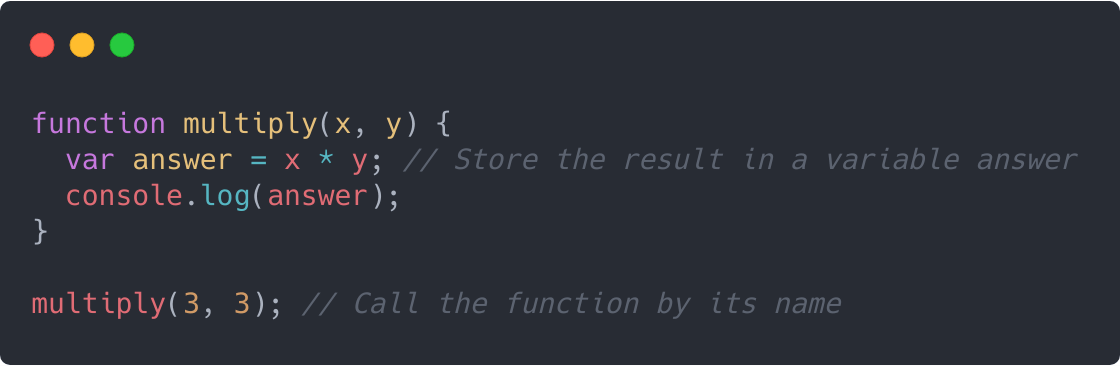 function multiply(x, y) {
  var answer = x * y; // Store the result in a variable answer
  console.log(answer);
}

multiply(3, 3); // Call the function by its name